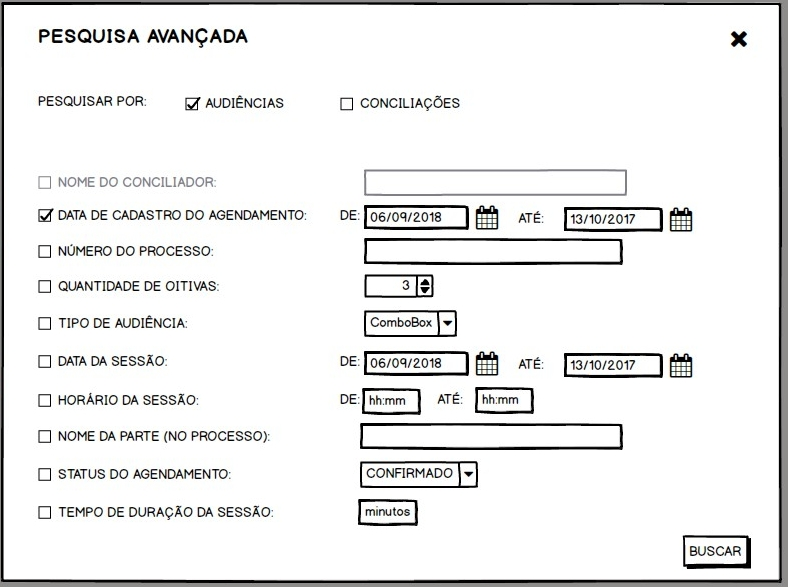 PESQUISA AVANÇADA
PESQUISAR POR: AUDIÊNCIAS CONCILIAÇÕES
NOME DO CONCILIADOR:
DATA DE CADASTRO DO AGENDAMENTO: DE: 06/09/2018 ATÉ: 13/10/2017
NÚMERO DO PROCESSO:
QUANTIDADE DE OITIVAS: 3
TIPO DE AUDIÊNCIA: ComboBox
DATA DA SESSÃO: DE: 06/09/2018 ATÉ: 13/10/2017
HORÁRIO DA SESSÃO: DE: hh:mm ATÉ: hh:mm
NOME DA PARTE (NO PROCESSO):
STATUS DO AGENDAMENTO: CONFIRMADO
TEMPO DE DURAÇÃO DA SESSÃO: minutos
BUSCAR